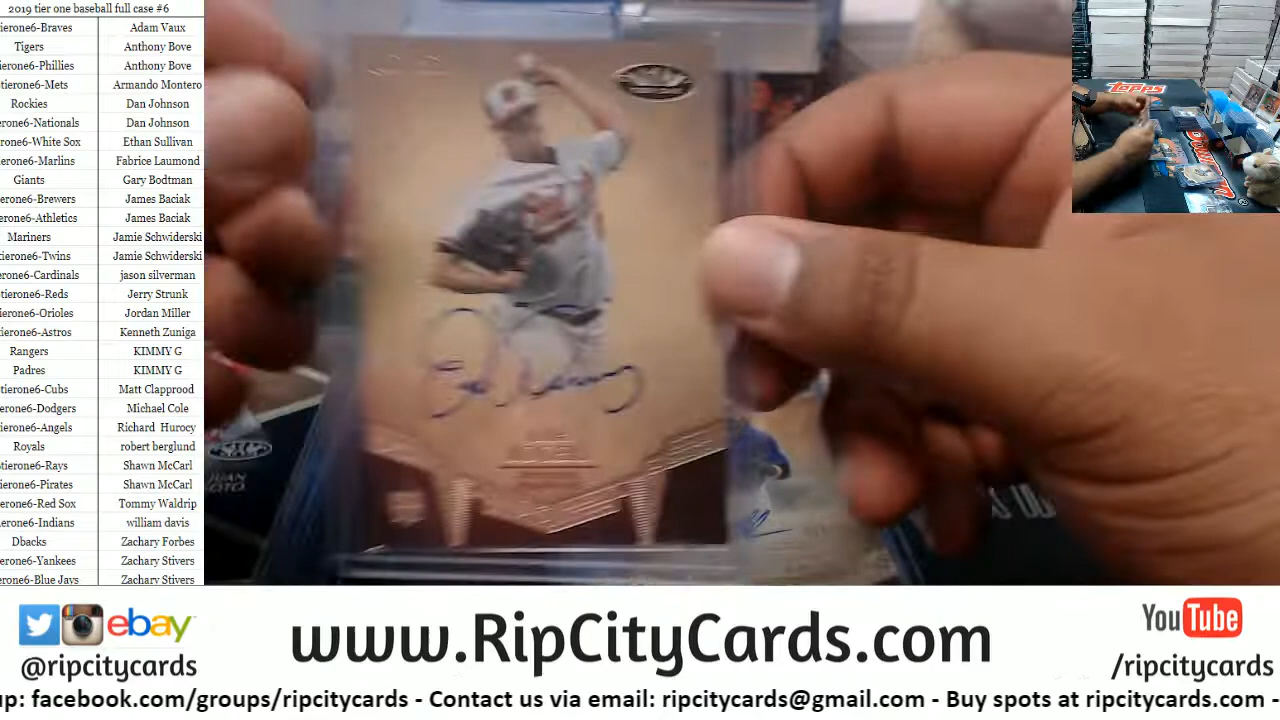 2019 tier one baseball full case #6
ierone6-Braves Adam Vaux
Tigers Anthony Bove
ierone6-Phillies Anthony Bove
tierone6-Mets Armando Montero
Rockies Dan Johnson
erone6-Nationals Dan Johnson
erone6-White Sox Ethan Sullivan
ierone6-Marlins Fabrice Laumond
Giants Gary Bodtman
erone6-Brewers James Baciak
erone6-Athletics James Baciak
Mariners Jamie Schwiderski
tierone6-Twins Jamie Schwiderski
erone6-Cardinals jason silverman
tierone6-Reds Jerry Strunk
ierone6-Orioles Jordan Miller
tierone6-Astros Kenneth Zuniga
Rangers KIMMY G
Padres KIMMY G
tierone6-Cubs Matt Clapprood
erone6-Dodgers Michael Cole
ierone6-Angels Richard Hurocy
Royals robert berglund
tierone6-Rays Shawn McCarl
tierone6-Pirates Shawn McCarl
ierone6-Red Sox Tommy Waldrip
erone6-Indians william davis
Dbacks Zachary Forbes
erone6-Yankees Zachary Stivers
erone6-Blue Jays Zachary Stivers
topps
ebay
@ripcitycards
www.RipCityCards.com
YouTube
/ripcitycards
up: facebook.com/groups/ripcitycards - Contact us via email: ripcitycards@gmail.com - Buy spots at ripcitycards.com -